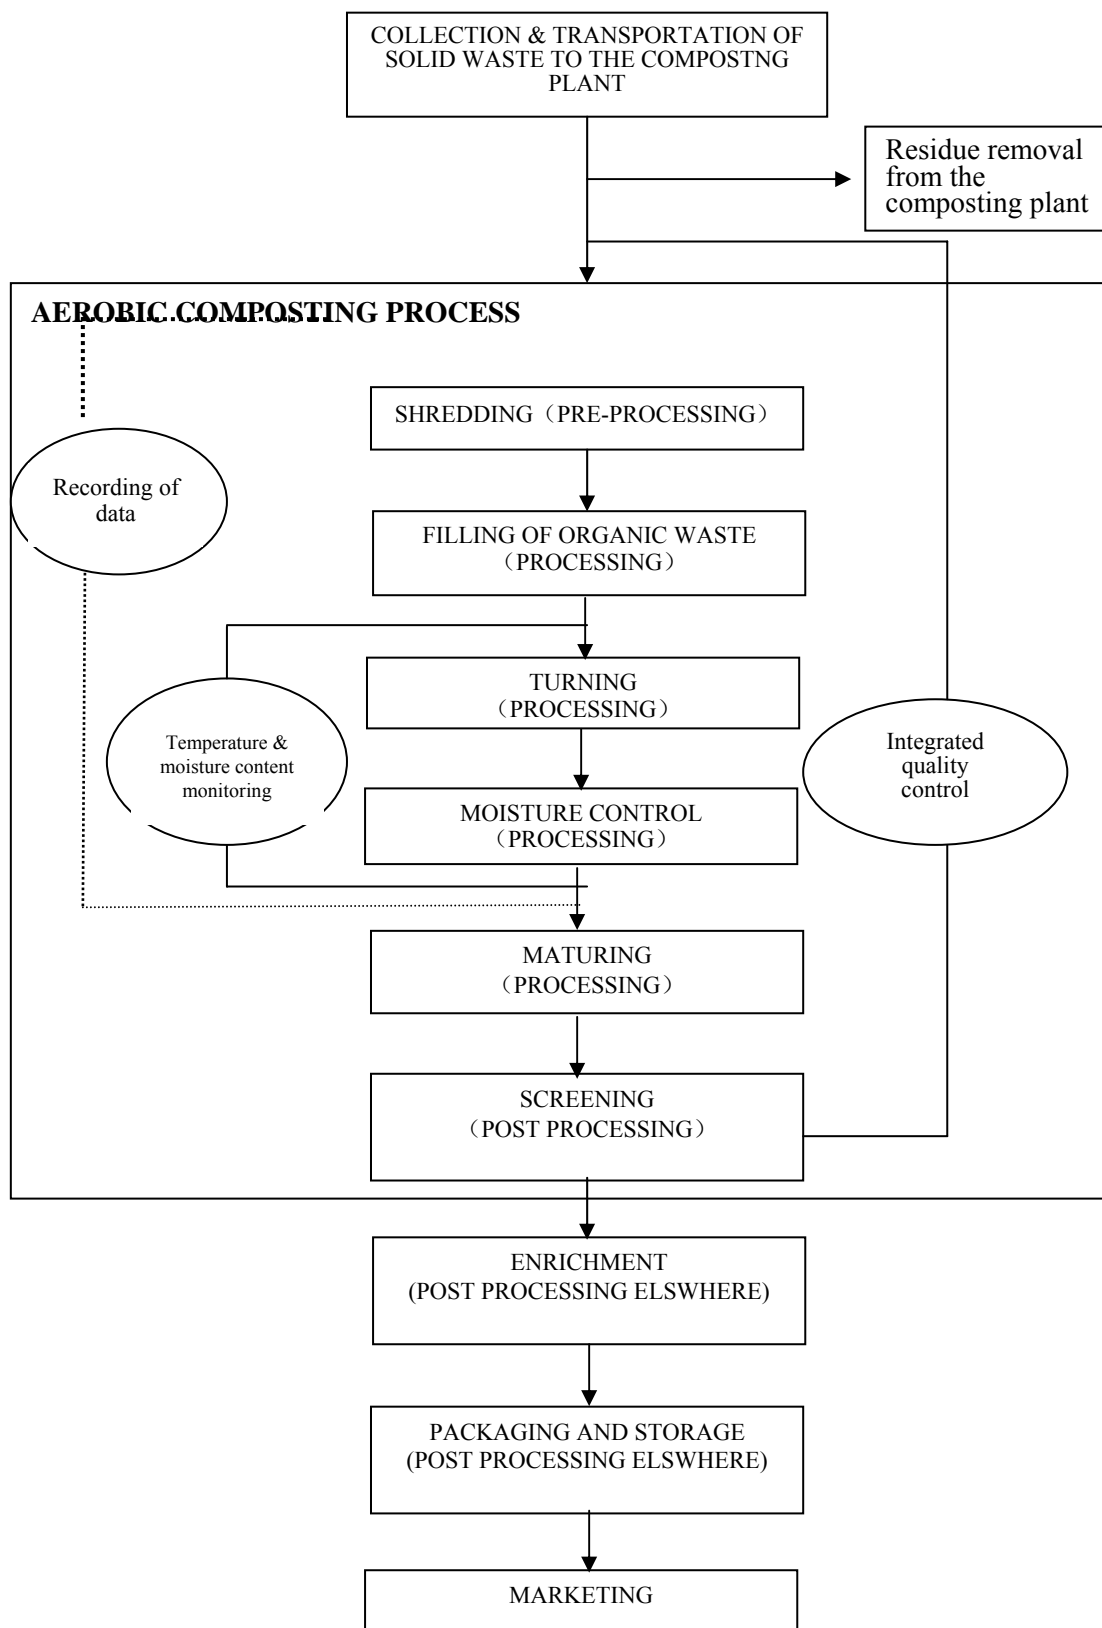 COLLECTION & TRANSPORTATION OF
SOLID WASTE TO THE COMPOSTNG
PLANT
Residue removal
from the
composting plant
AEROBIC COMPOSTING PROCESS
SHREDDING（PRE-PROCESSING）
Recording of
data
FILLING OF ORGANIC WASTE
（PROCESSING）
TURNING
（PROCESSING）
Temperature &
moisture content
monitoring
Integrated
quality
control
MOISTURE CONTROL
（PROCESSING）
MATURING
（PROCESSING）
SCREENING
（POST PROCESSING）
ENRICHMENT
(POST PROCESSING ELSWHERE)
PACKAGING AND STORAGE
(POST PROCESSING ELSWHERE)
MARKETING